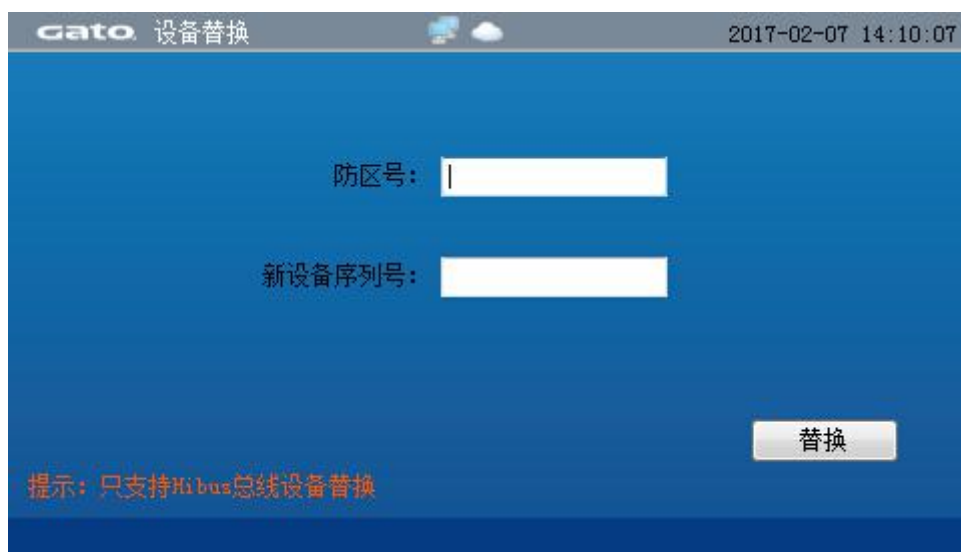 Gato 设备替换 2017-02-07 14:10:07
防区号：
新设备序列号：
替换
提示：只支持Hibus总线设备替换